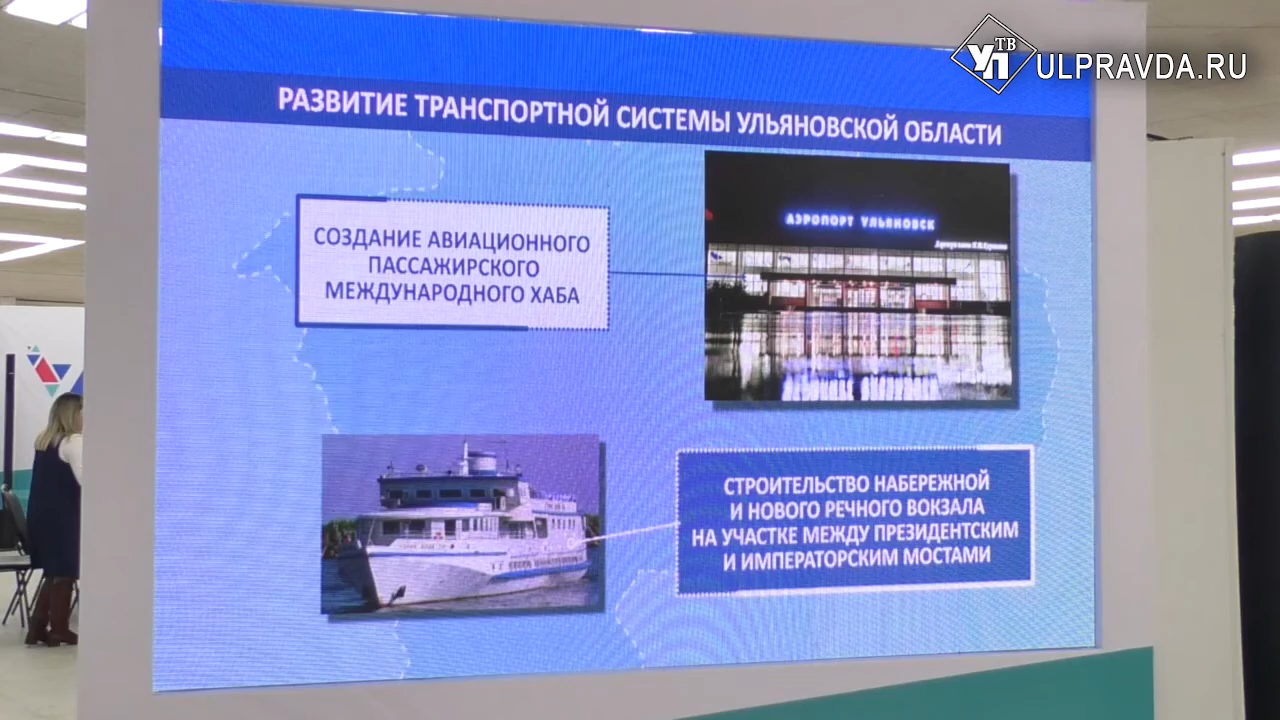 УП ТВ ULPRAVDA.RU
РАЗВИТИЕ ТРАНСПОРТНОЙ СИСТЕМЫ УЛЬЯНОВСКОЙ ОБЛАСТИ
СОЗДАНИЕ АВИАЦИОННОГО
ПАССАЖИРСКОГО
МЕЖДУНАРОДНОГО ХАБА
АЭРОПОРТ УЛЬЯНОВСК
СТРОИТЕЛЬСТВО НАБЕРЕЖНОЙ
И НОВОГО РЕЧНОГО ВОКЗАЛА
НА УЧАСТКЕ МЕЖДУ ПРЕЗИДЕНТСКИМ
И ИМПЕРАТОРСКИМ МОСТАМИ